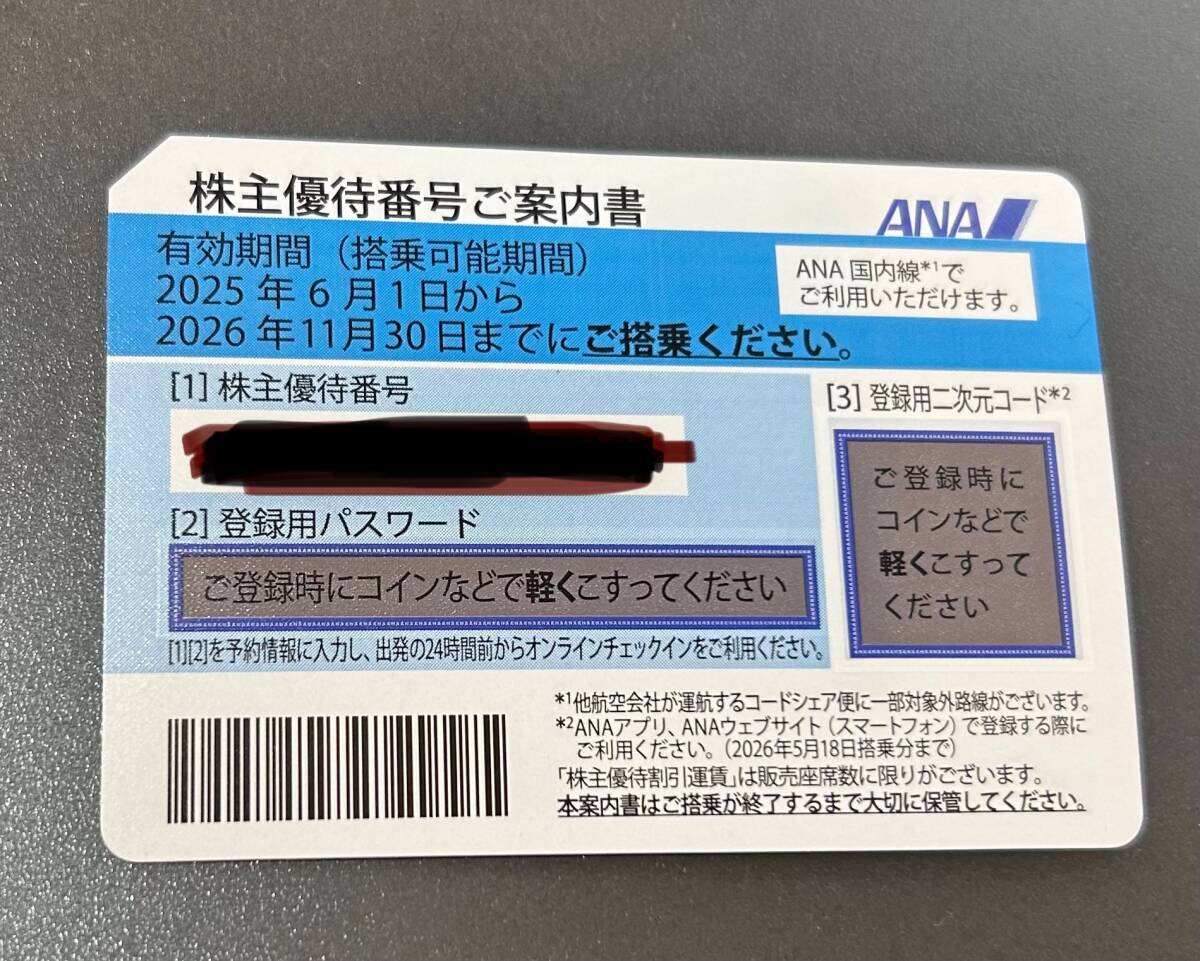 株主優待番号ご案内書
ANA
有効期間（搭乗可能期間）
2025年6月1日から
2026年11月30日までにご搭乗ください。
ANA国内線*1で
ご利用いただけます。
[1] 株主優待番号
[2] 登録用パスワード
ご登録時にコインなどで軽くこすってください
[1][2]を予約情報に入力し、出発の24時間前からオンラインチェックインをご利用ください。
[3] 登録用二次元コード*2
ご登録時に
コインなどで
軽くこすって
ください
*1他航空会社が運航するコードシェア便に一部対象外路線がございます。
*2ANAアプリ、ANAウェブサイト（スマートフォン）で登録する際に
ご利用ください。（2026年5月18日搭乗分まで）
「株主優待割引運賃」は販売座席数に限りがございます。
本案内書はご搭乗が終了するまで大切に保管してください。